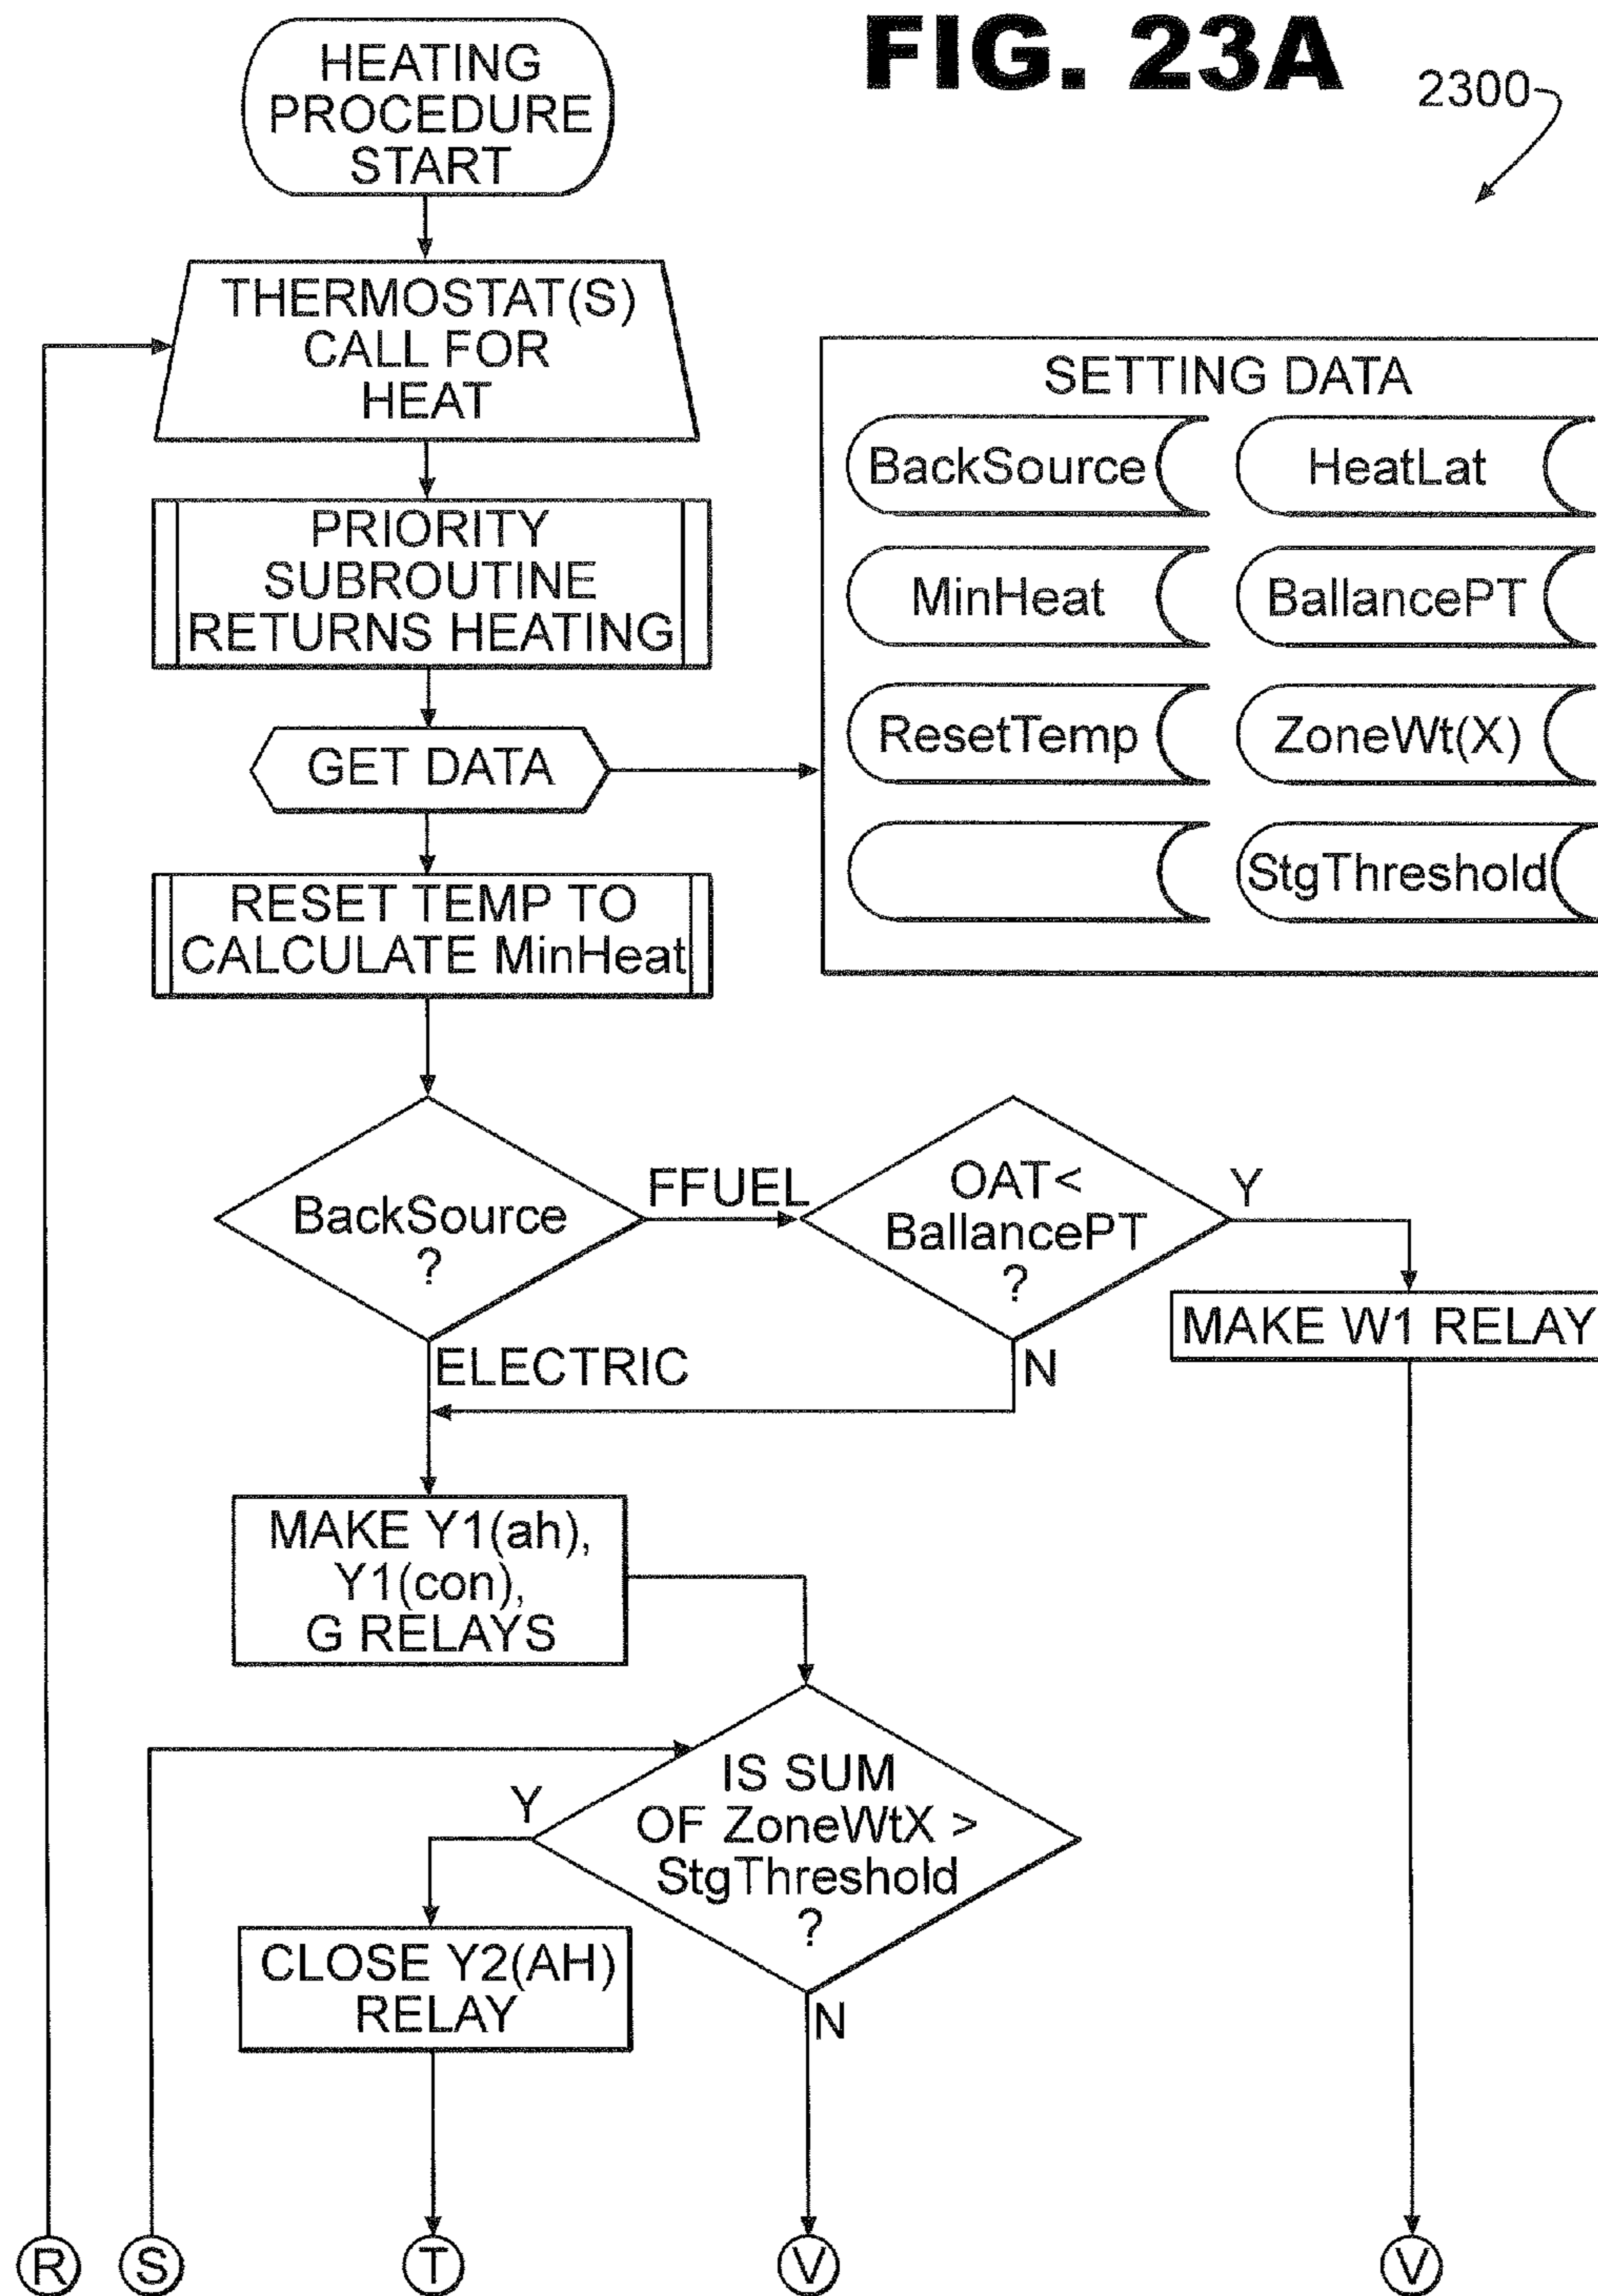 FIG. 23A
2300
HEATING
PROCEDURE
START
THERMOSTAT(S)
CALL FOR
HEAT
PRIORITY
SUBROUTINE
RETURNS HEATING
GET DATA
SETTING DATA
BackSource
HeatLat
MinHeat
BallancePT
ResetTemp
ZoneWt(X)
StgThreshold
RESET TEMP TO
CALCULATE MinHeat
BackSource
?
FFUEL
OAT<
BallancePT
?
Y
MAKE W1 RELAY
ELECTRIC
N
MAKE Y1(ah),
Y1(con),
G RELAYS
IS SUM
OF ZoneWtX >
StgThreshold
?
Y
CLOSE Y2(AH)
RELAY
N
R
S
T
V
V